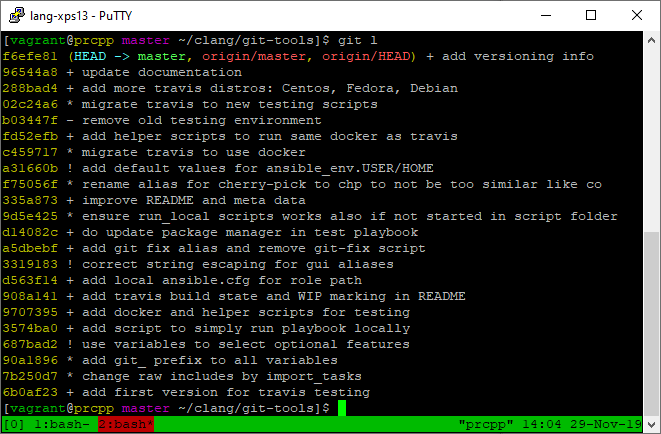 lang-xps13 - PuTTY
[vagrant@prcpp master ~/clang/git-tools]$ git l
f6efe81 (HEAD -> master, origin/master, origin/HEAD) + add versioning info
96544a8 + update documentation
288bad4 + add more travis distros: Centos, Fedora, Debian
02c24a6 * migrate travis to new testing scripts
b03447f - remove old testing environment
fd52efb + add helper scripts to run same docker as travis
c459717 * migrate travis to use docker
a31660b ! add default values for ansible_env.USER/HOME
f75056f * rename alias for cherry-pick to chp to not be too similar like co
335a873 + improve README and meta data
9d5e425 * ensure run_local scripts works also if not started in script folder
d14082c + do update package manager in test playbook
a5dbebf + add git fix alias and remove git-fix script
3319183 ! correct string escaping for gui aliases
d563f14 + add local ansible.cfg for role path
908a141 + add travis build state and WIP marking in README
9707395 + add docker and helper scripts for testing
3574ba0 + add script to simply run playbook locally
687bad2 ! use variables to select optional features
90a1896 * add git_ prefix to all variables
7b250d7 * change raw includes by import_tasks
6b0af23 + add first version for travis testing
[vagrant@prcpp master ~/clang/git-tools]$
[0] 1:bash- 2:bash* "prcpp" 14:04 29-Nov-19